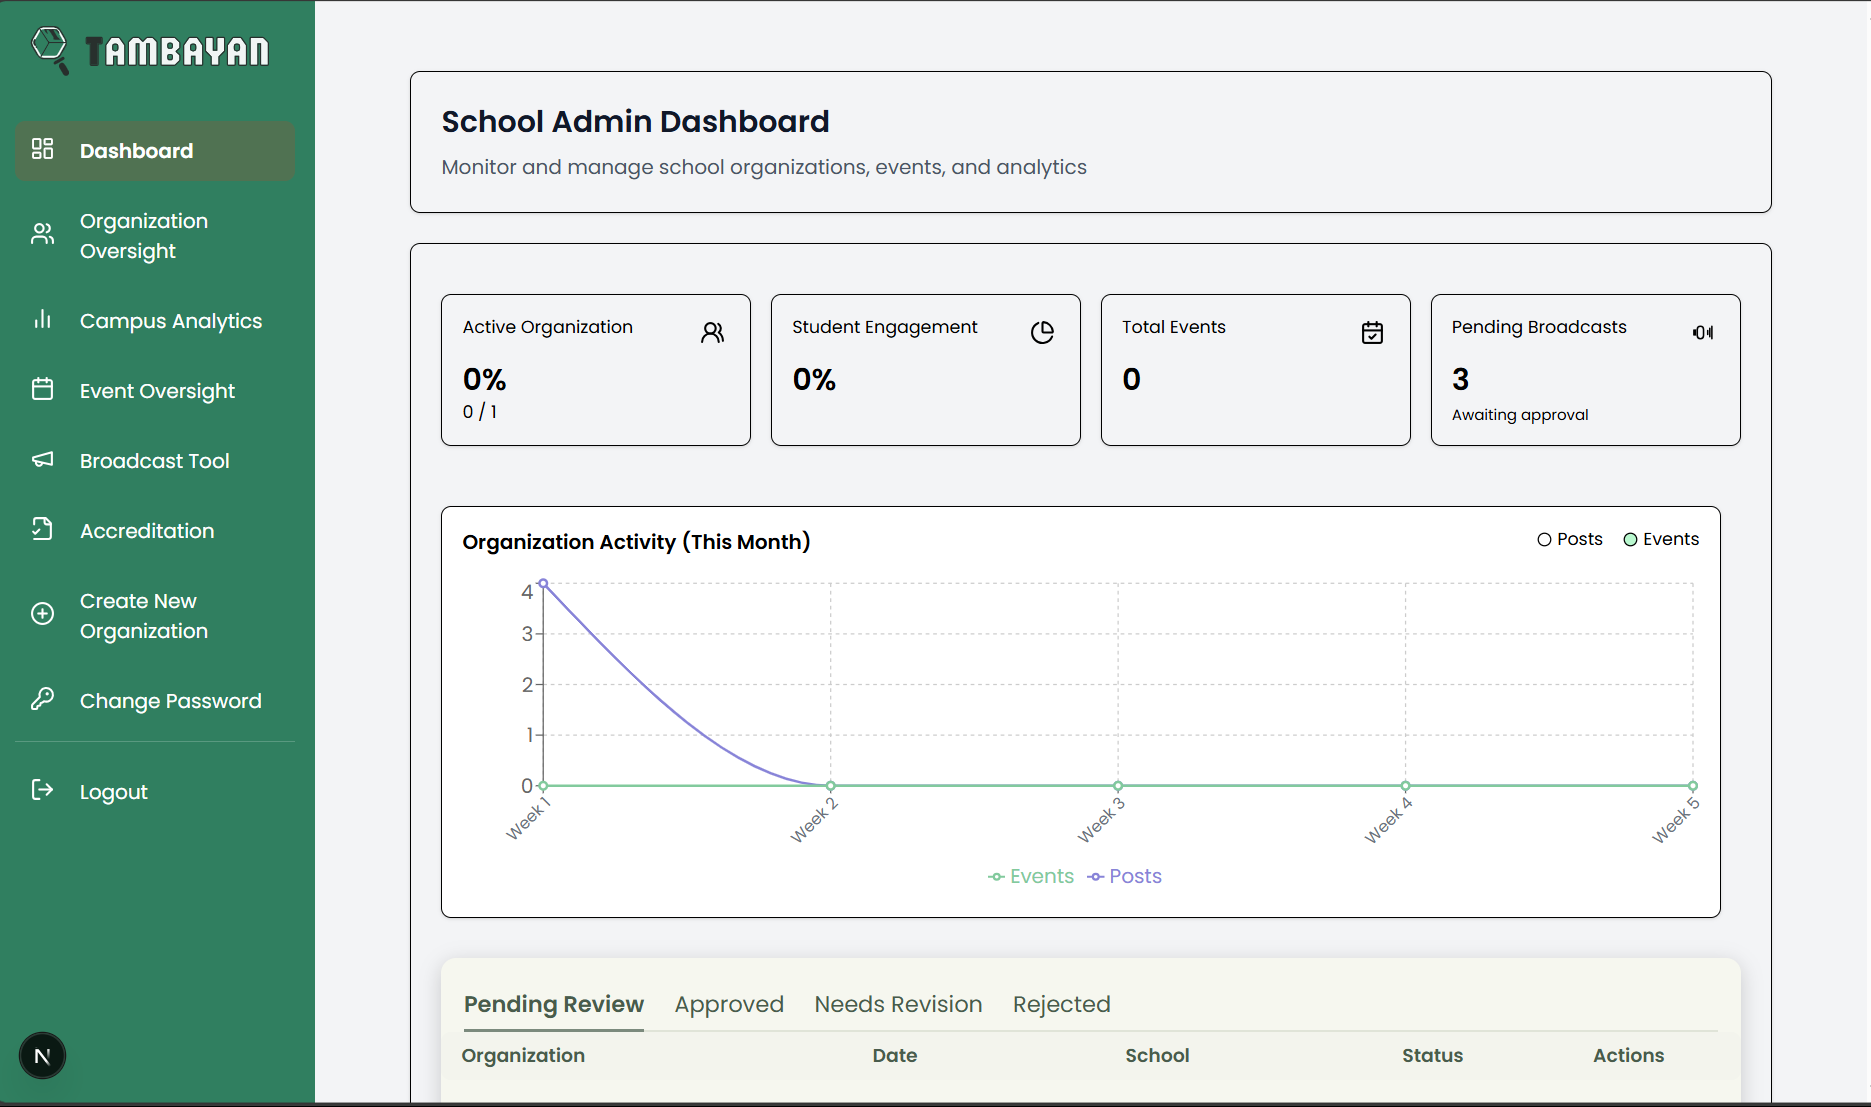 TAMBAYAN
Dashboard
Organization
Oversight
Campus Analytics
Event Oversight
Broadcast Tool
Accreditation
Create New
Organization
Change Password
Logout
N
School Admin Dashboard
Monitor and manage school organizations, events, and analytics
Active Organization
0%
0 / 1
Student Engagement
0%
Total Events
0
Pending Broadcasts
3
Awaiting approval
Organization Activity (This Month)
Posts Events
4
3
2
1
0
Week 1 Week 2 Week 3 Week 4 Week 5
Events Posts
Pending Review Approved Needs Revision Rejected
Organization Date School Status Actions